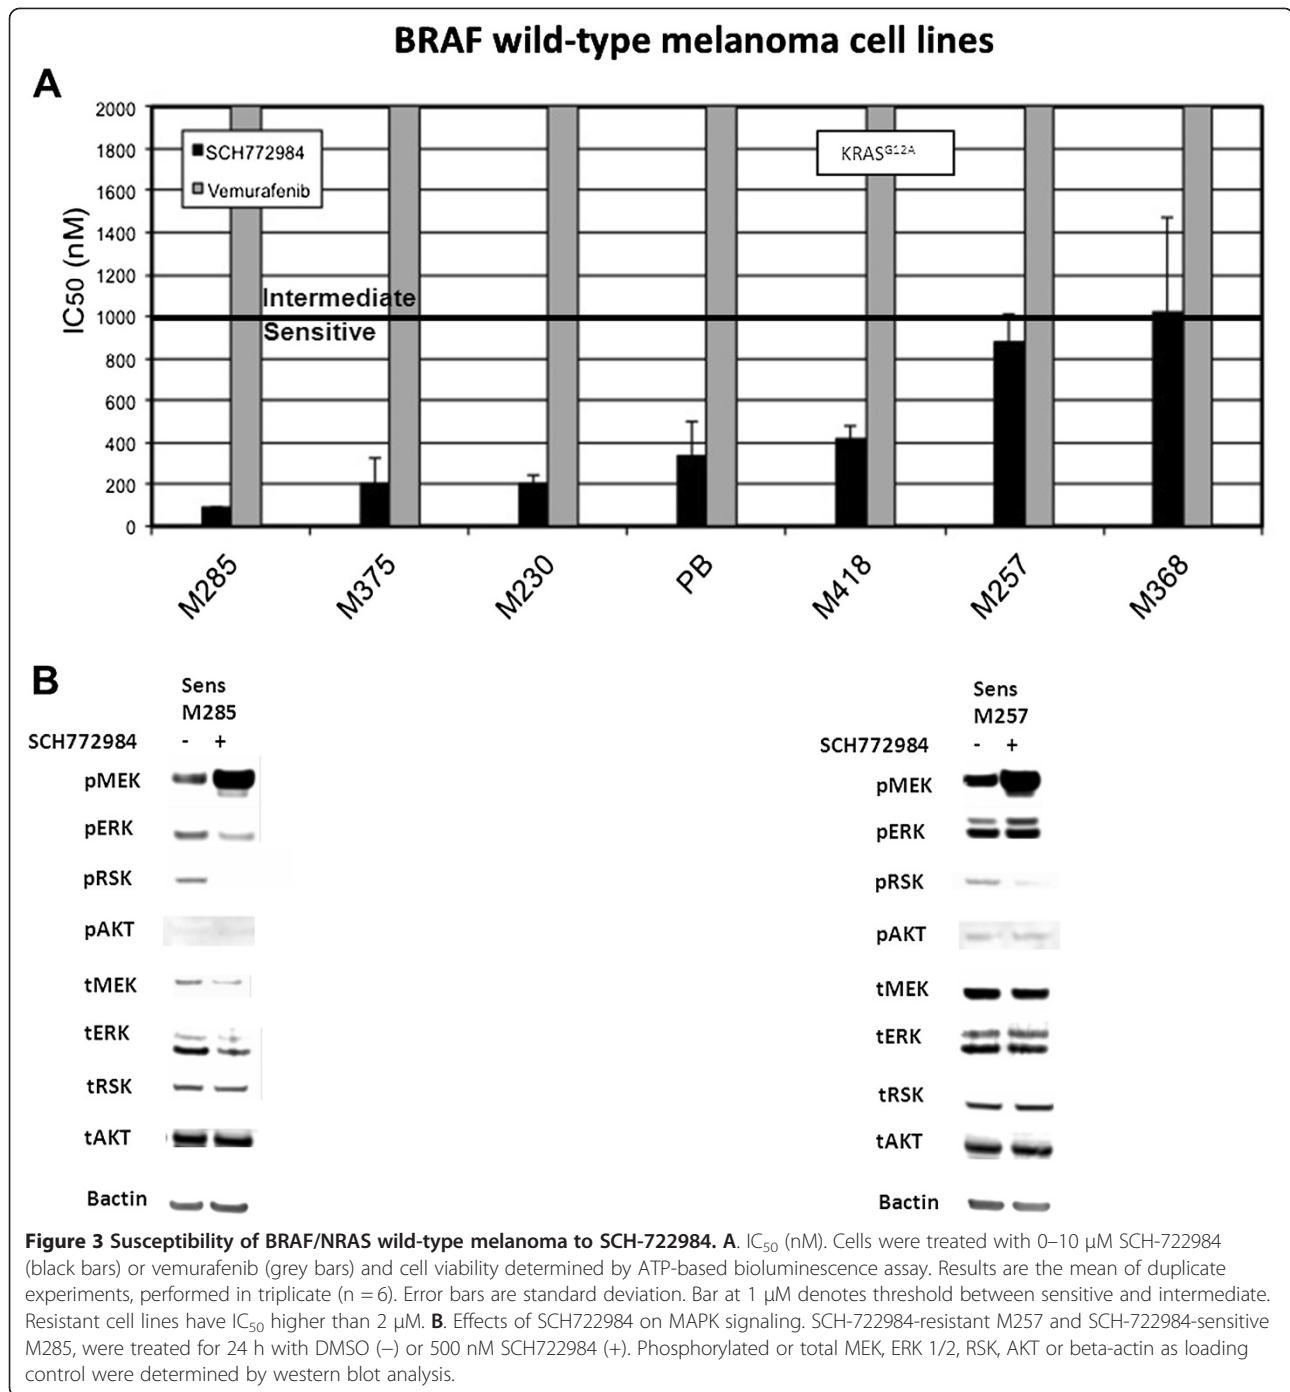 BRAF wild-type melanoma cell lines
A
2000
1800
1600
1400
1200
1000
800
600
400
200
0
IC50 (nM)
SCH772984
Vemurafenib
KRAS^G12A
Intermediate
Sensitive
M285
M375
M230
PB
M418
M257
M368
B
Sens
M285
SCH772984 - +
pMEK
pERK
pRSK
pAKT
tMEK
tERK
tRSK
tAKT
Bactin
Sens
M257
SCH772984 - +
pMEK
pERK
pRSK
pAKT
tMEK
tERK
tRSK
tAKT
Bactin
Figure 3 Susceptibility of BRAF/NRAS wild-type melanoma to SCH-722984. A. IC50 (nM). Cells were treated with 0–10 μM SCH-722984
(black bars) or vemurafenib (grey bars) and cell viability determined by ATP-based bioluminescence assay. Results are the mean of duplicate
experiments, performed in triplicate (n = 6). Error bars are standard deviation. Bar at 1 μM denotes threshold between sensitive and intermediate.
Resistant cell lines have IC50 higher than 2 μM. B. Effects of SCH722984 on MAPK signaling. SCH-722984-resistant M257 and SCH-722984-sensitive
M285, were treated for 24 h with DMSO (−) or 500 nM SCH722984 (+). Phosphorylated or total MEK, ERK 1/2, RSK, AKT or beta-actin as loading
control were determined by western blot analysis.